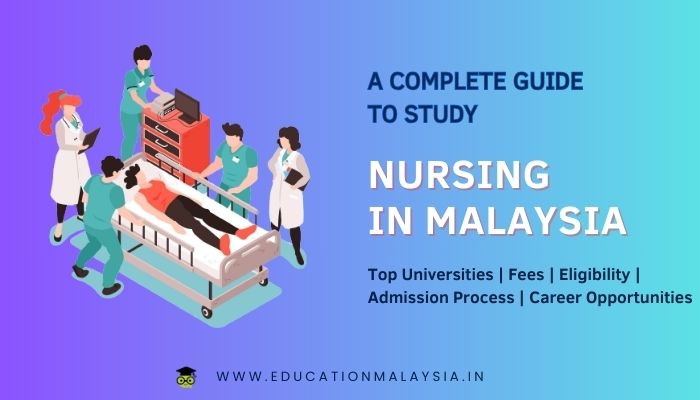 A COMPLETE GUIDE
TO STUDY
NURSING
IN MALAYSIA
Top Universities | Fees | Eligibility |
Admission Process | Career Opportunities
WWW.EDUCATIONMALAYSIA.IN